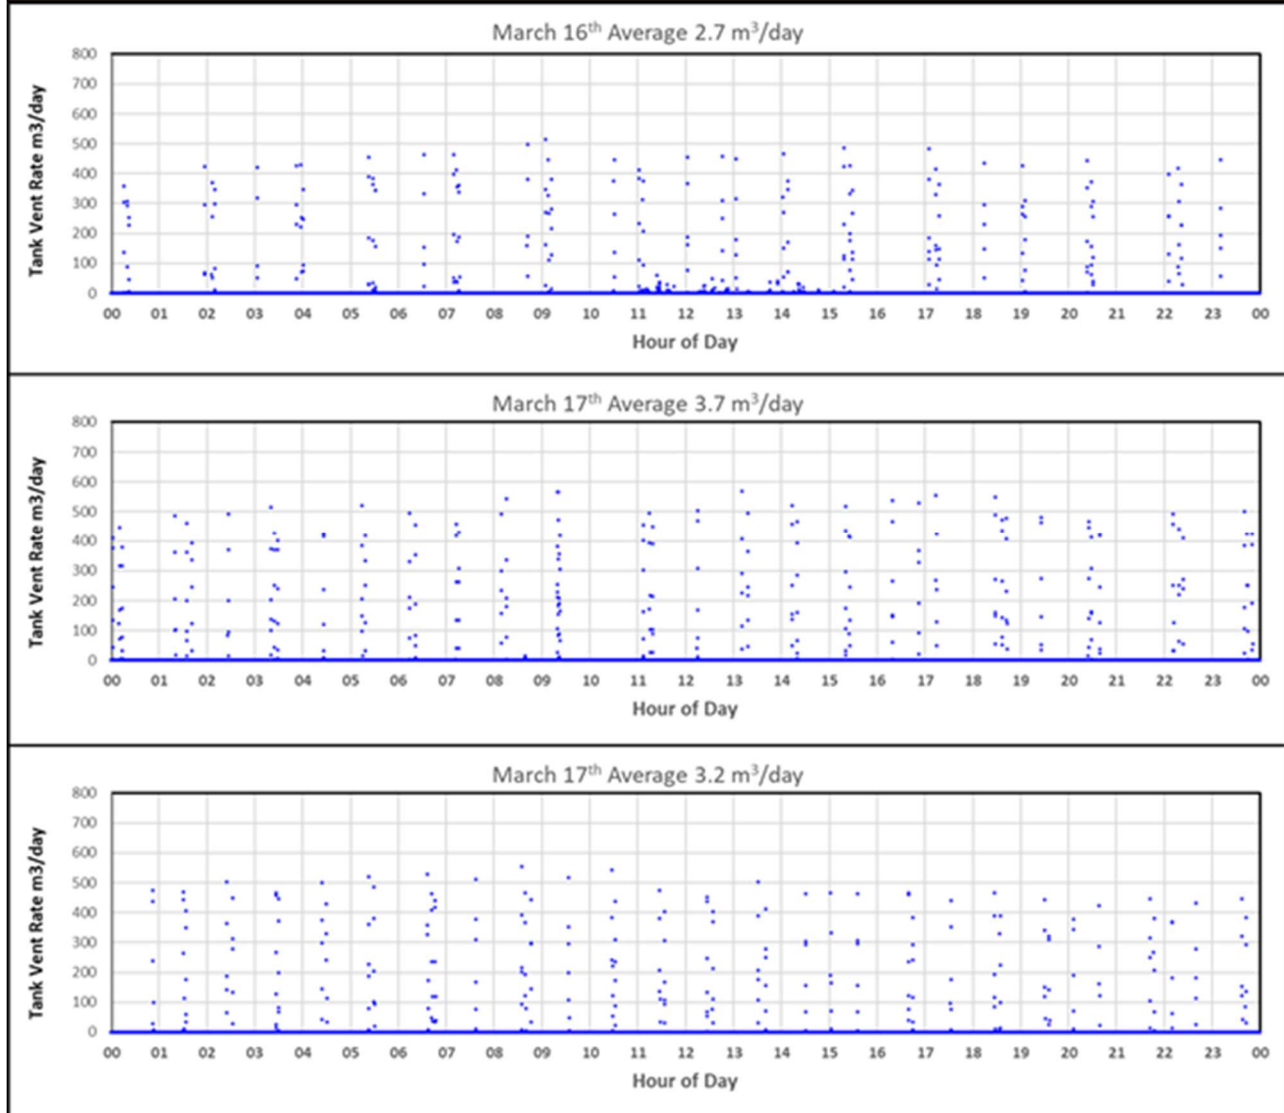 March 16th Average 2.7 m3/day
Tank Vent Rate m3/day
800
700
600
500
400
300
200
100
0
00 01 02 03 04 05 06 07 08 09 10 11 12 13 14 15 16 17 18 19 20 21 22 23 00
Hour of Day
March 17th Average 3.7 m3/day
Tank Vent Rate m3/day
800
700
600
500
400
300
200
100
0
00 01 02 03 04 05 06 07 08 09 10 11 12 13 14 15 16 17 18 19 20 21 22 23 00
Hour of Day
March 17th Average 3.2 m3/day
Tank Vent Rate m3/day
800
700
600
500
400
300
200
100
0
00 01 02 03 04 05 06 07 08 09 10 11 12 13 14 15 16 17 18 19 20 21 22 23 00
Hour of Day